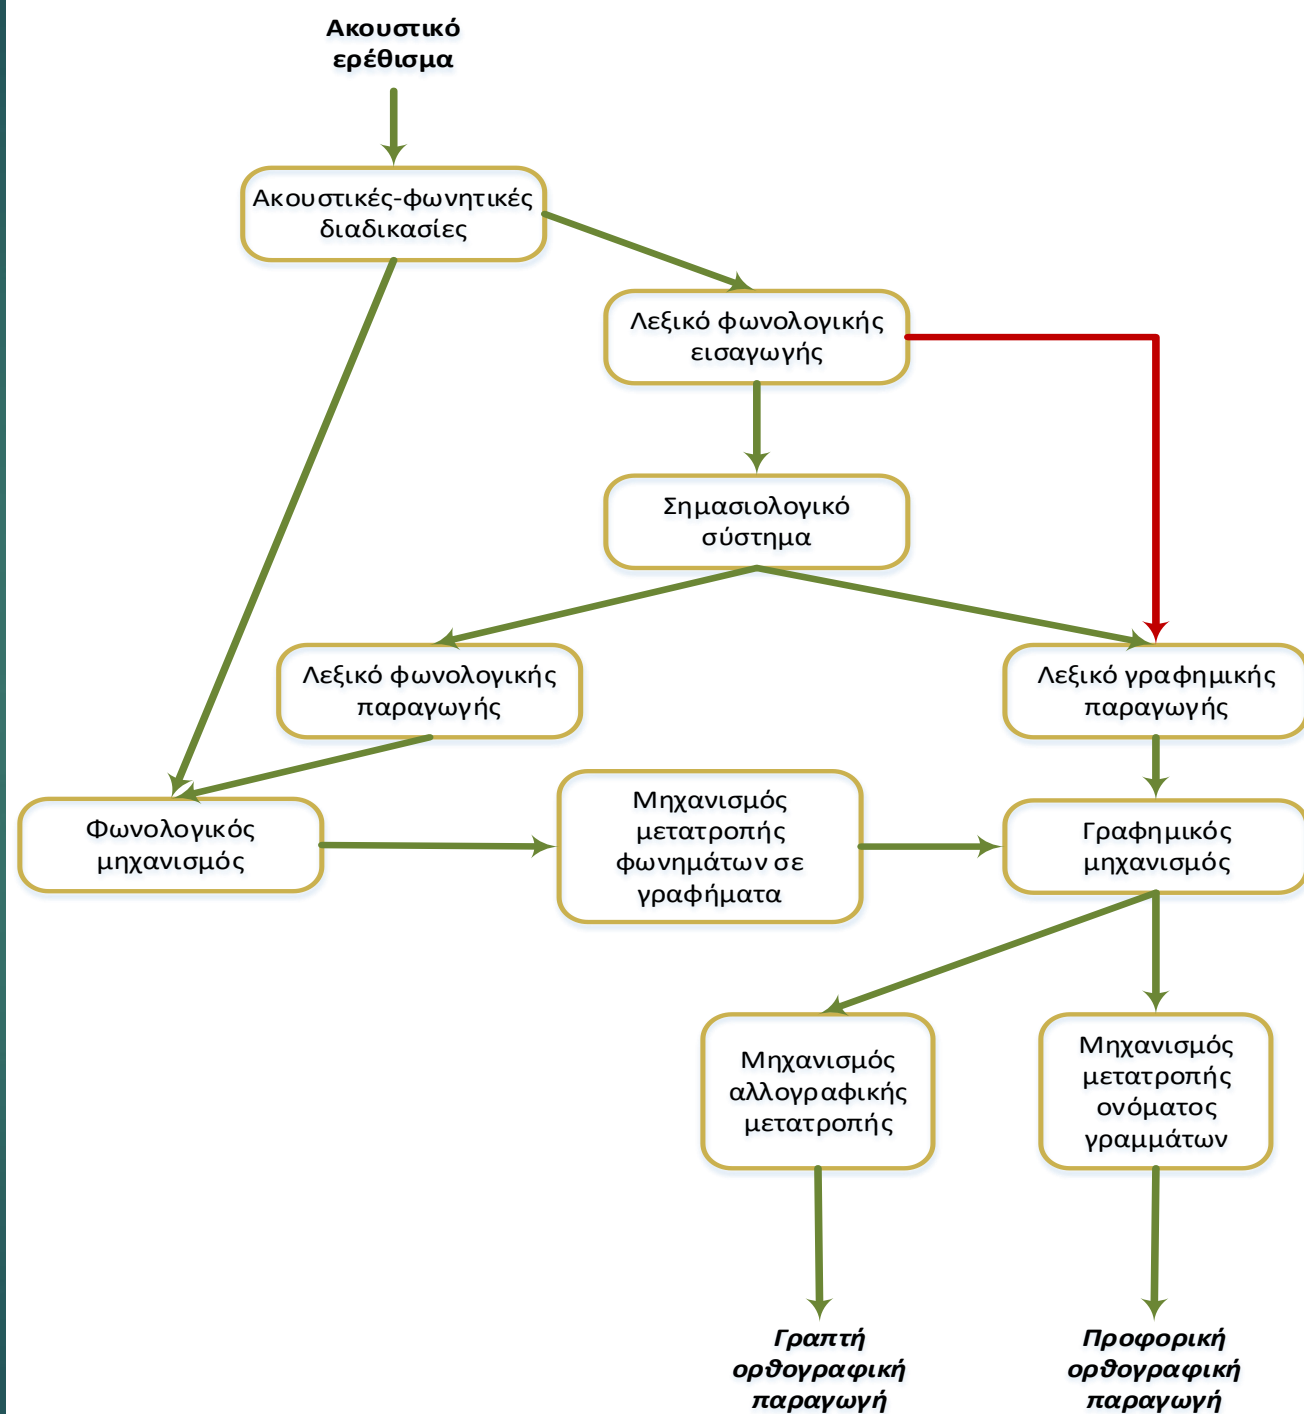 Ακουστικό
ερέθισμα
Ακουστικές-φωνητικές
διαδικασίες
Λεξικό φωνολογικής
εισαγωγής
Σημασιολογικό
σύστημα
Λεξικό φωνολογικής
παραγωγής
Λεξικό γραφημικής
παραγωγής
Φωνολογικός
μηχανισμός
Μηχανισμός
μετατροπής
φωνημάτων σε
γραφήματα
Γραφημικός
μηχανισμός
Μηχανισμός
αλλογραφικής
μετατροπής
Μηχανισμός
μετατροπής
ονόματος
γραμμάτων
Γραπτή
ορθογραφική
παραγωγή
Προφορική
ορθογραφική
παραγωγή